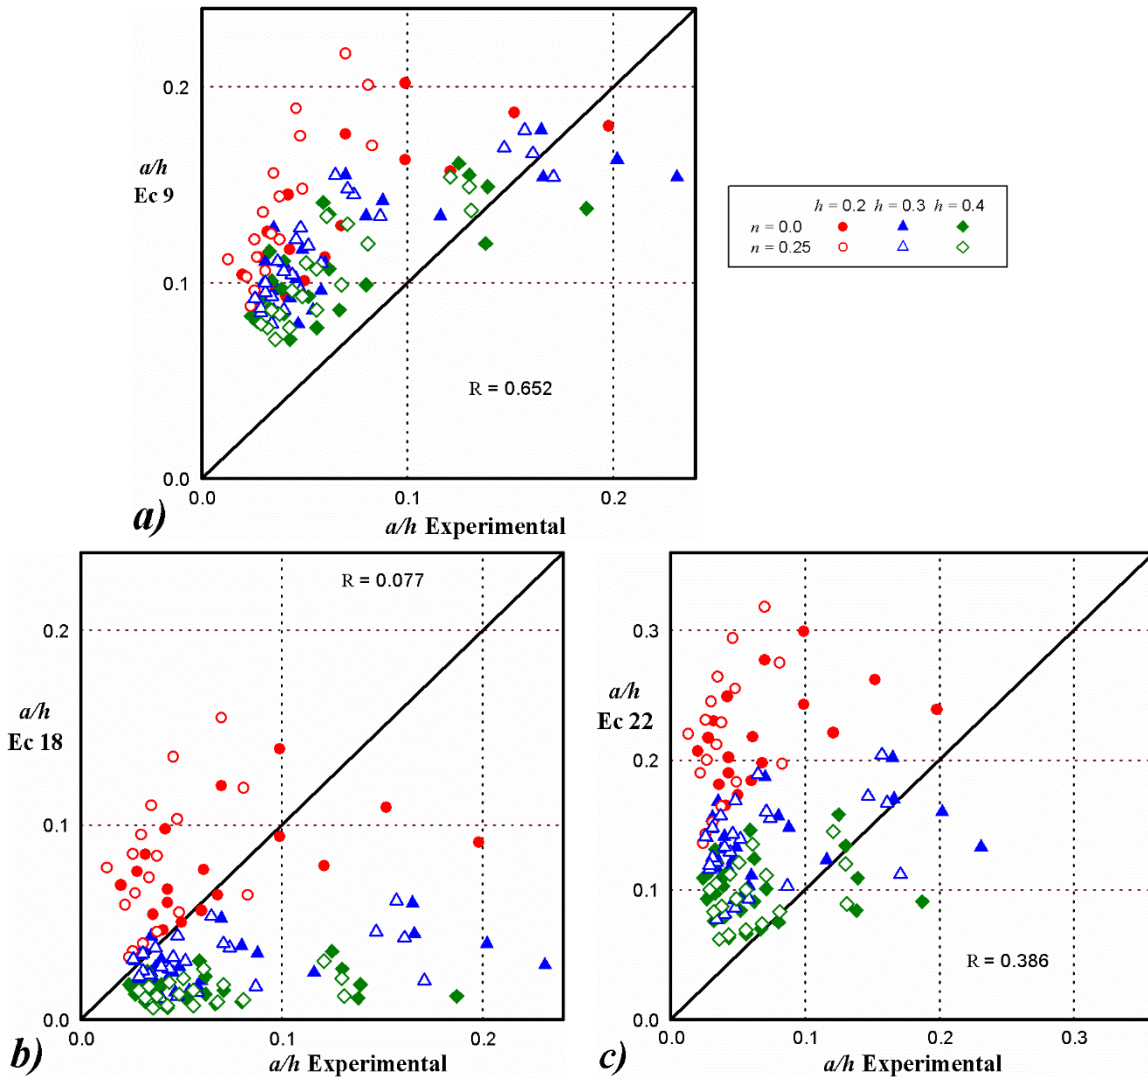 0.2
a/h
Ec 9
0.1
R = 0.652
0.0
0.0 0.1 0.2
a/h Experimental
a)
h = 0.2 h = 0.3 h = 0.4
n = 0.0
n = 0.25
R = 0.077
0.2
a/h
Ec 18
0.1
0.0
0.0 0.1 0.2
a/h Experimental
b)
0.3
a/h
Ec 22
0.2
0.1
R = 0.386
0.0
0.0 0.1 0.2 0.3
a/h Experimental
c)